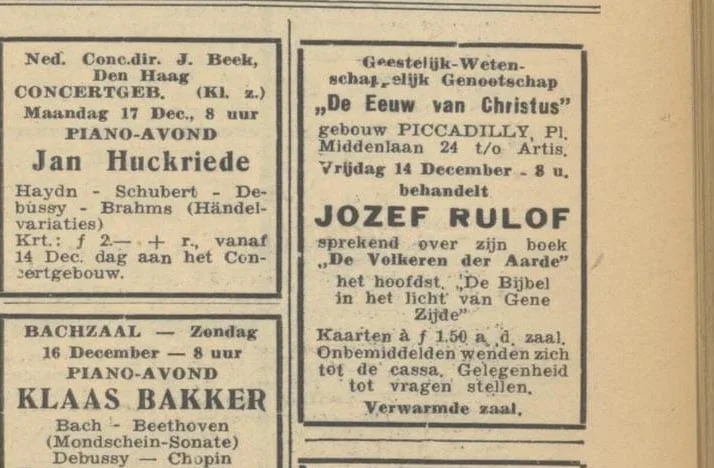 Ned. Conc.dir. J. Beek,
Den Haag
CONCERTGEB. (Kl. z.)
Maandag 17 Dec., 8 uur
PIANO-AVOND
Jan Huckriede
Haydn - Schubert - De-
bussy - Brahms (Händel-
variaties)
Krt.: ƒ 2.— + r., vanaf
14 Dec. dag aan het Con-
certgebouw.
BACHZAAL — Zondag
16 December — 8 uur
PIANO-AVOND
KLAAS BAKKER
Bach - Beethoven
(Mondschein-Sonate)
Debussy — Chopin
Geestelijk-Weten-
schappelijk Genootschap
„De Eeuw van Christus”
gebouw PICCADILLY, Pl.
Middenlaan 24 t/o Artis.
Vrijdag 14 December - 8 u.
behandelt
JOZEF RULOF
sprekend over zijn boek
„De Volkeren der Aarde”
het hoofdst. „De Bijbel
in het licht van Gene
Zijde”
Kaarten à ƒ 1.50 a. d. zaal.
Onbemiddelden wenden zich
tot de cassa. Gelegenheid
tot vragen stellen.
Verwarmde zaal.